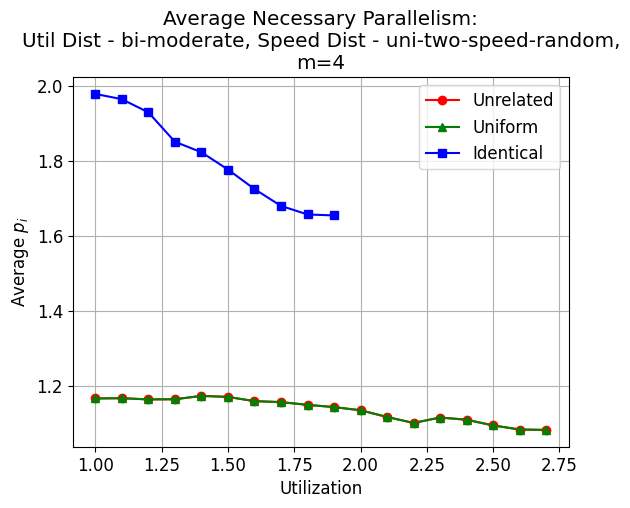 Average Necessary Parallelism:
Util Dist - bi-moderate, Speed Dist - uni-two-speed-random,
m=4
Unrelated
Uniform
Identical
Average pᵢ
2.0
1.8
1.6
1.4
1.2
1.00 1.25 1.50 1.75 2.00 2.25 2.50 2.75
Utilization